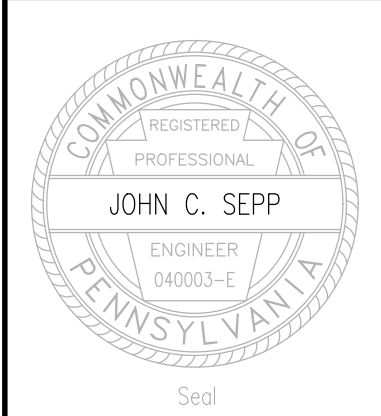 COMMONWEALTH OF
REGISTERED
PROFESSIONAL
JOHN C. SEPP
ENGINEER
040003-E
PENNSYLVANIA
Seal